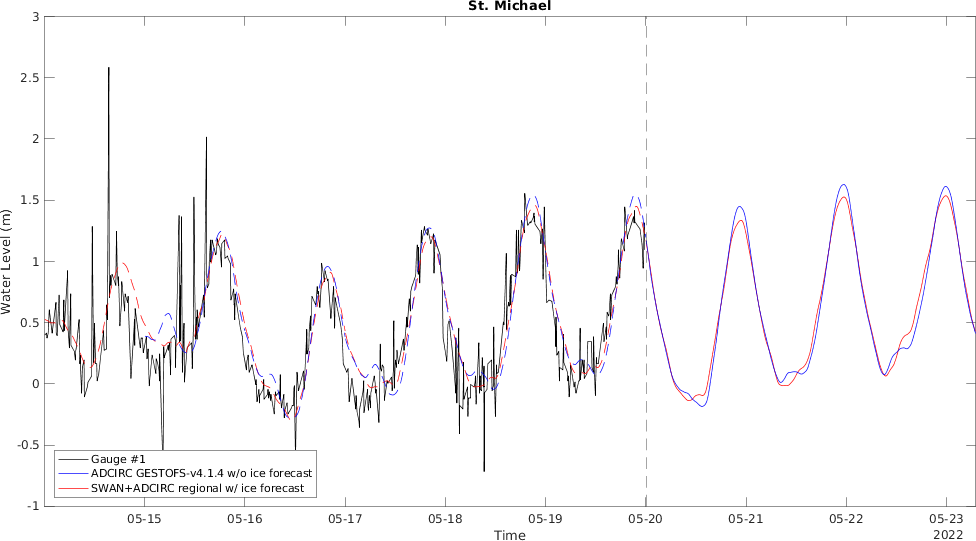 St. Michael
3
2.5
2
1.5
1
0.5
0
-0.5
-1
Water Level (m)
Gauge #1
ADCIRC GESTOFS-v4.1.4 w/o ice forecast
SWAN+ADCIRC regional w/ ice forecast
05-15 05-16 05-17 05-18 05-19 05-20 05-21 05-22 05-23
Time
2022